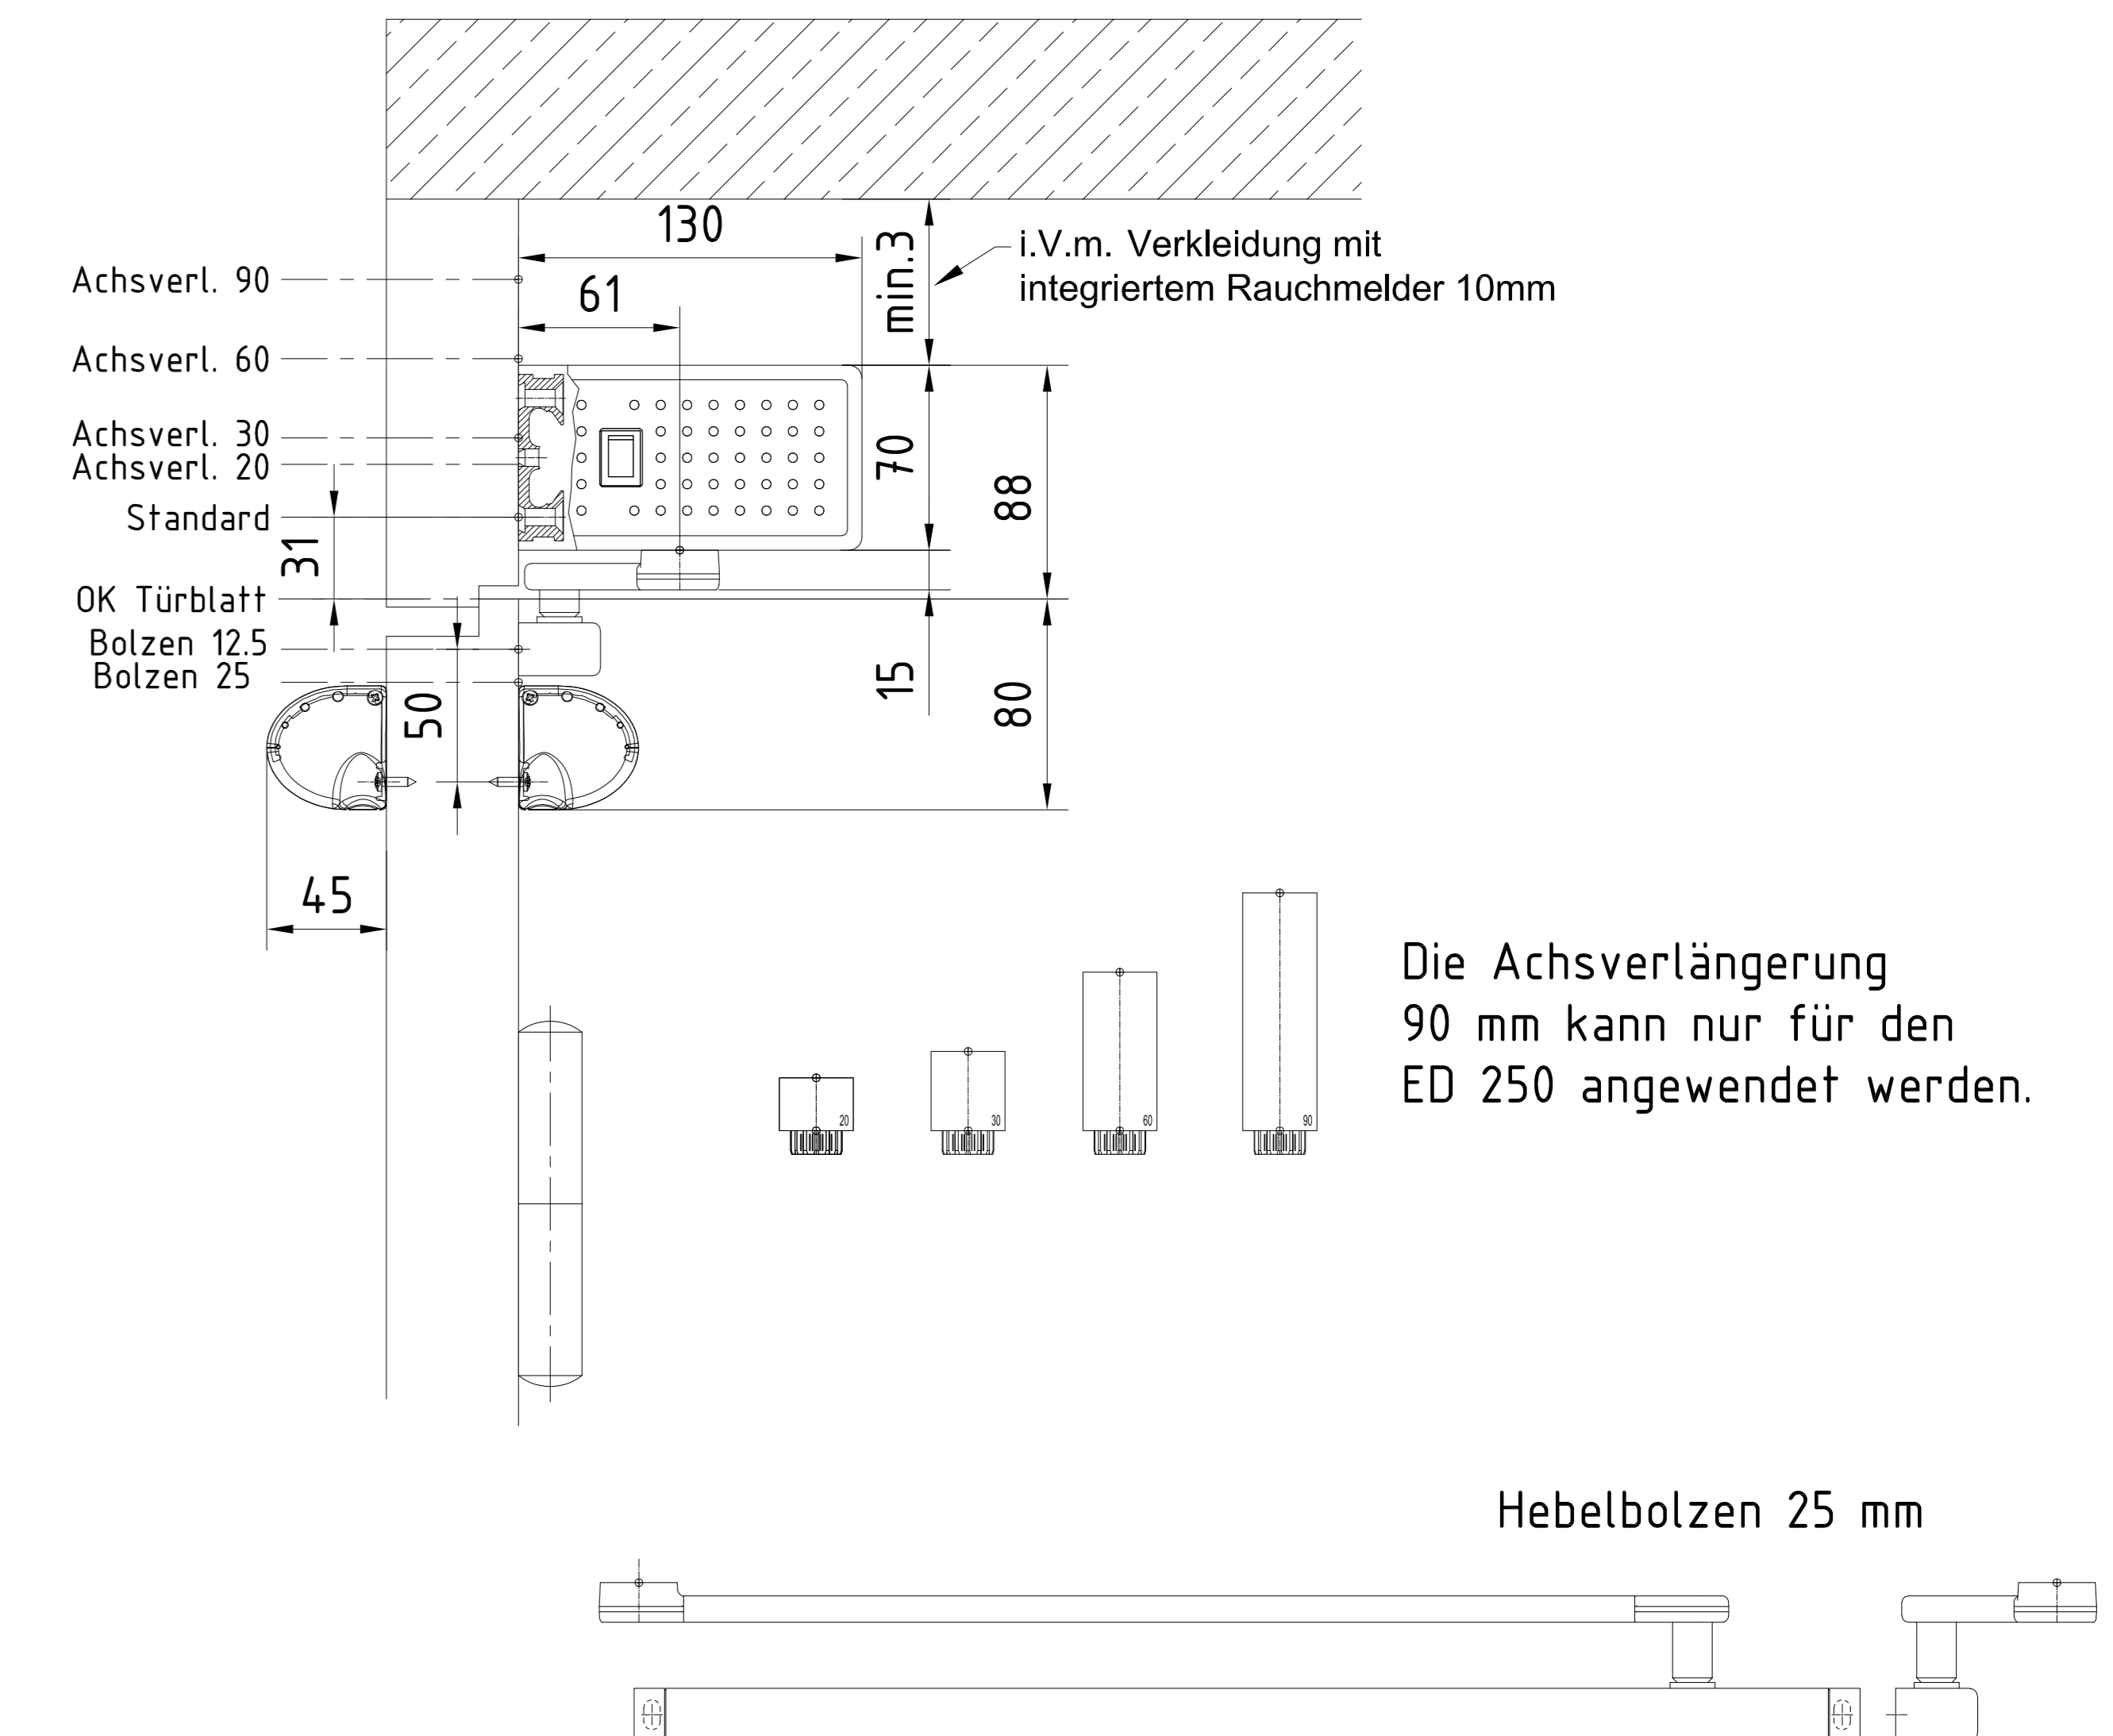 130
min.3
i.V.m. Verkleidung mit
integriertem Rauchmelder 10mm
Achsverl. 90
61
Achsverl. 60
Achsverl. 30
Achsverl. 20
70
88
Standard
31
OK Türblatt
Bolzen 12.5
Bolzen 25
50
15
80
45
Die Achsverlängerung
90 mm kann nur für den
ED 250 angewendet werden.
20
30
60
90
Hebelbolzen 25 mm